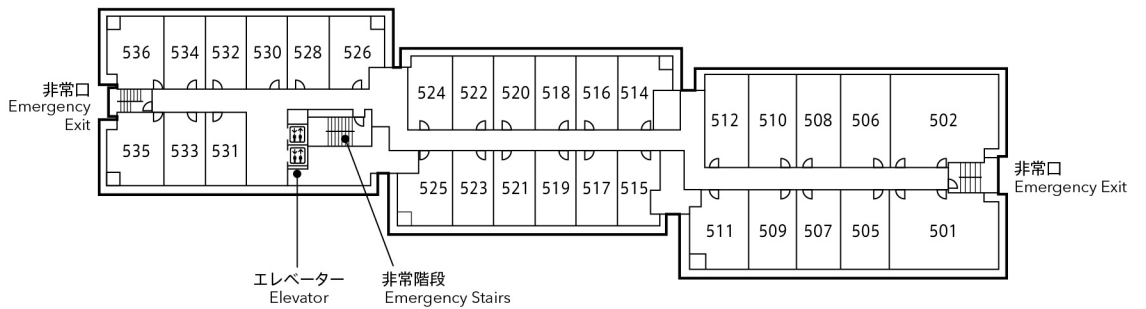 536 534 532 530 528 526
非常口
Emergency
Exit
535 533 531
524 522 520 518 516 514
525 523 521 519 517 515
512 510 508 506 502
511 509 507 505 501
非常口
Emergency Exit
エレベーター
Elevator
非常階段
Emergency Stairs